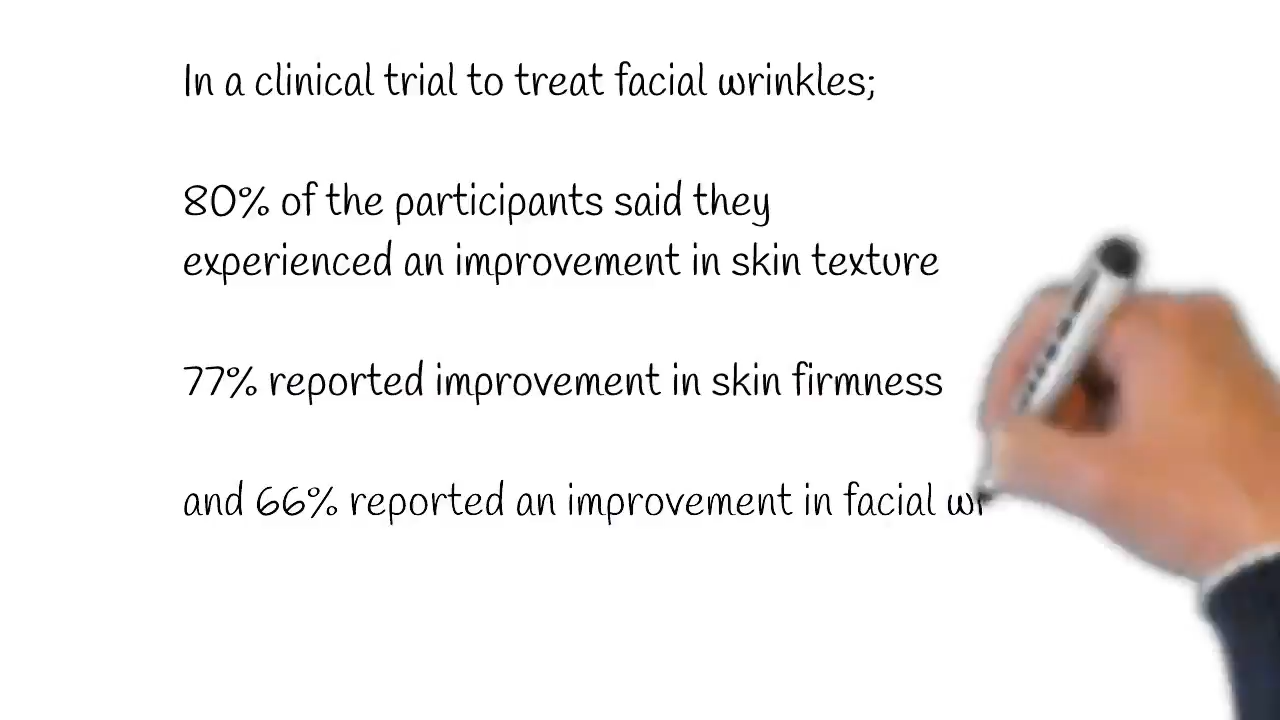 In a clinical trial to treat facial wrinkles;
80% of the participants said they
experienced an improvement in skin texture
77% reported improvement in skin firmness
and 66% reported an improvement in facial